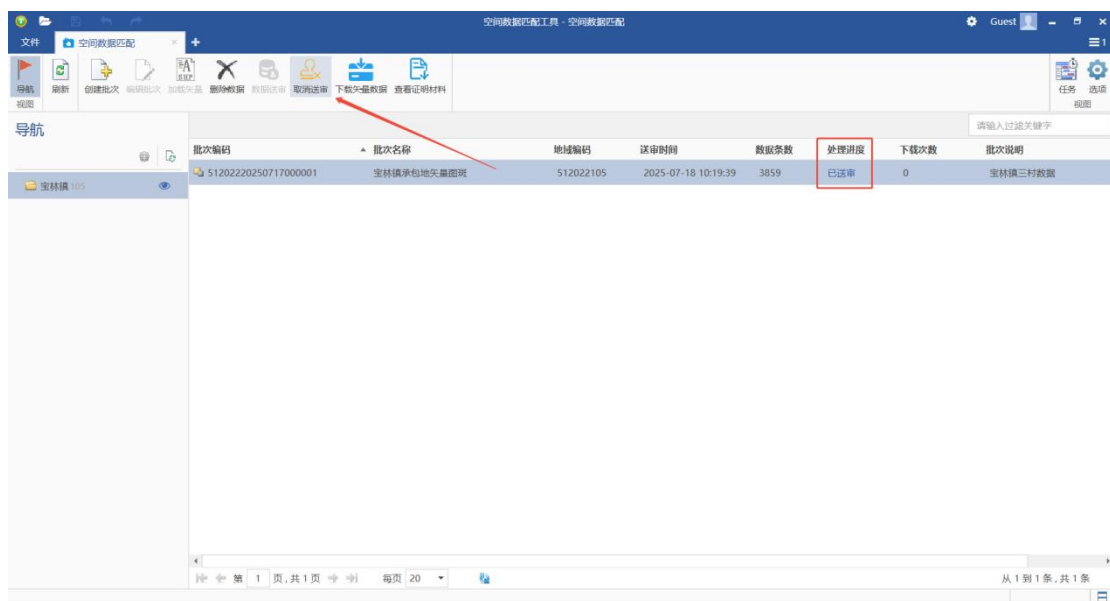 空间数据匹配工具 - 空间数据匹配
Guest
文件
空间数据匹配
1
导航
刷新
创建批次
编辑批次
加载矢量
删除数据
数据送审
取消送审
下载矢量数据
查看证明材料
任务
选项
视图
视图
导航
请输入过滤关键字
批次编码 批次名称 地域编码 送审时间 数据条数 处理进度 下载次数 批次说明
51202220250717000001 宝林镇承包地矢量图斑 512022105 2025-07-18 10:19:39 3859 已送审 0 宝林镇三村数据
宝林镇 105
第 1 页,共 1 页 每页 20
从 1 到 1 条,共 1 条